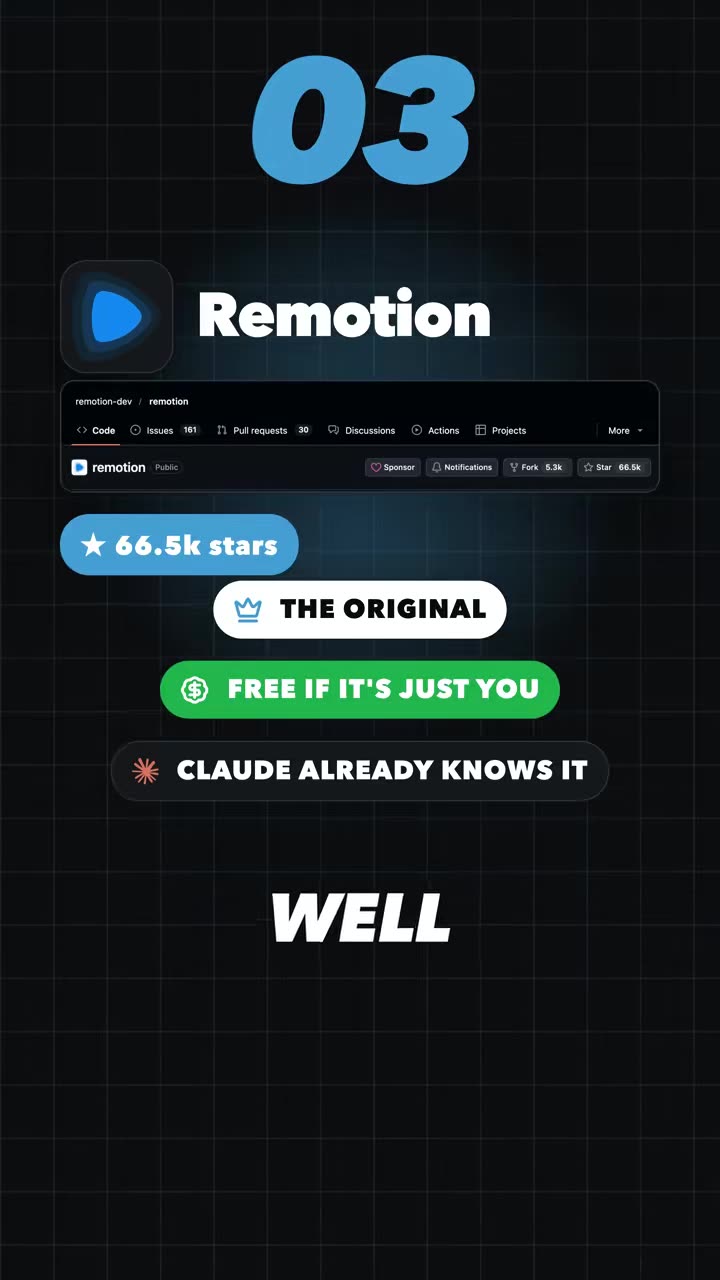 03
Remotion
remotion-dev / remotion
Code Issues 161 Pull requests 30 Discussions Actions Projects More
remotion Public Sponsor Notifications Fork 5.3k Star 66.5k
★ 66.5k stars
THE ORIGINAL
FREE IF IT'S JUST YOU
CLAUDE ALREADY KNOWS IT
WELL